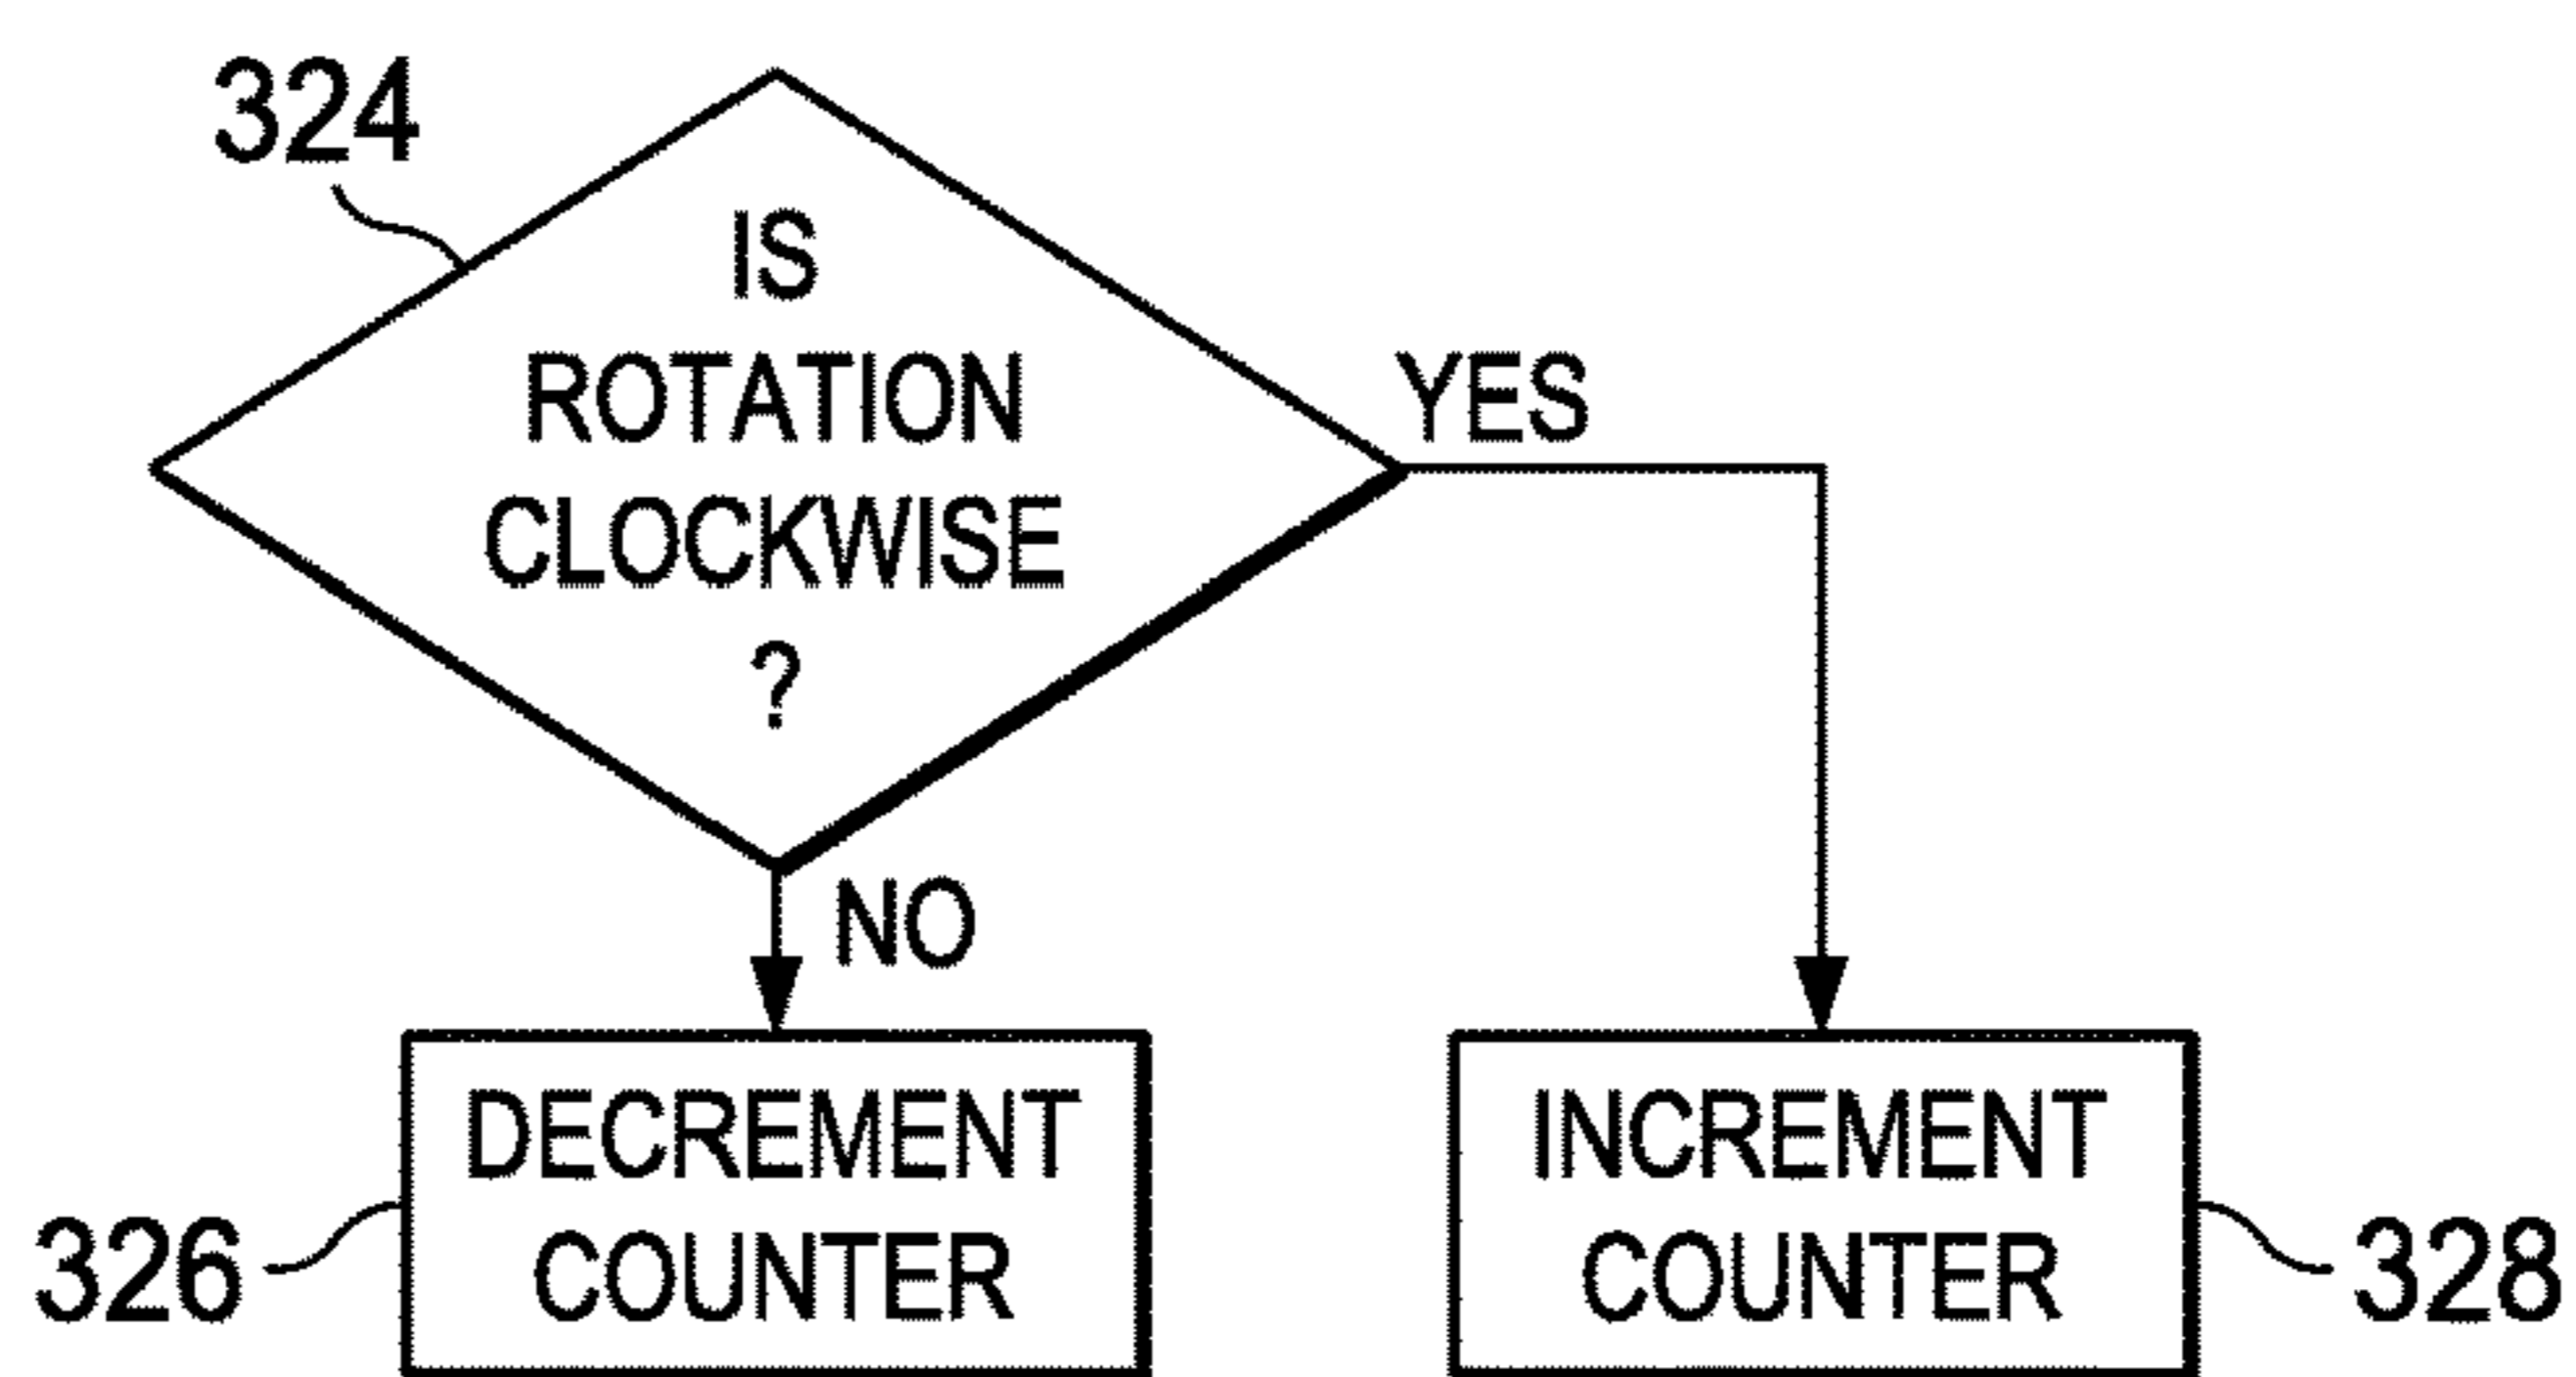 324
IS
ROTATION
CLOCKWISE
?
YES
NO
DECREMENT
COUNTER
326
INCREMENT
COUNTER
328